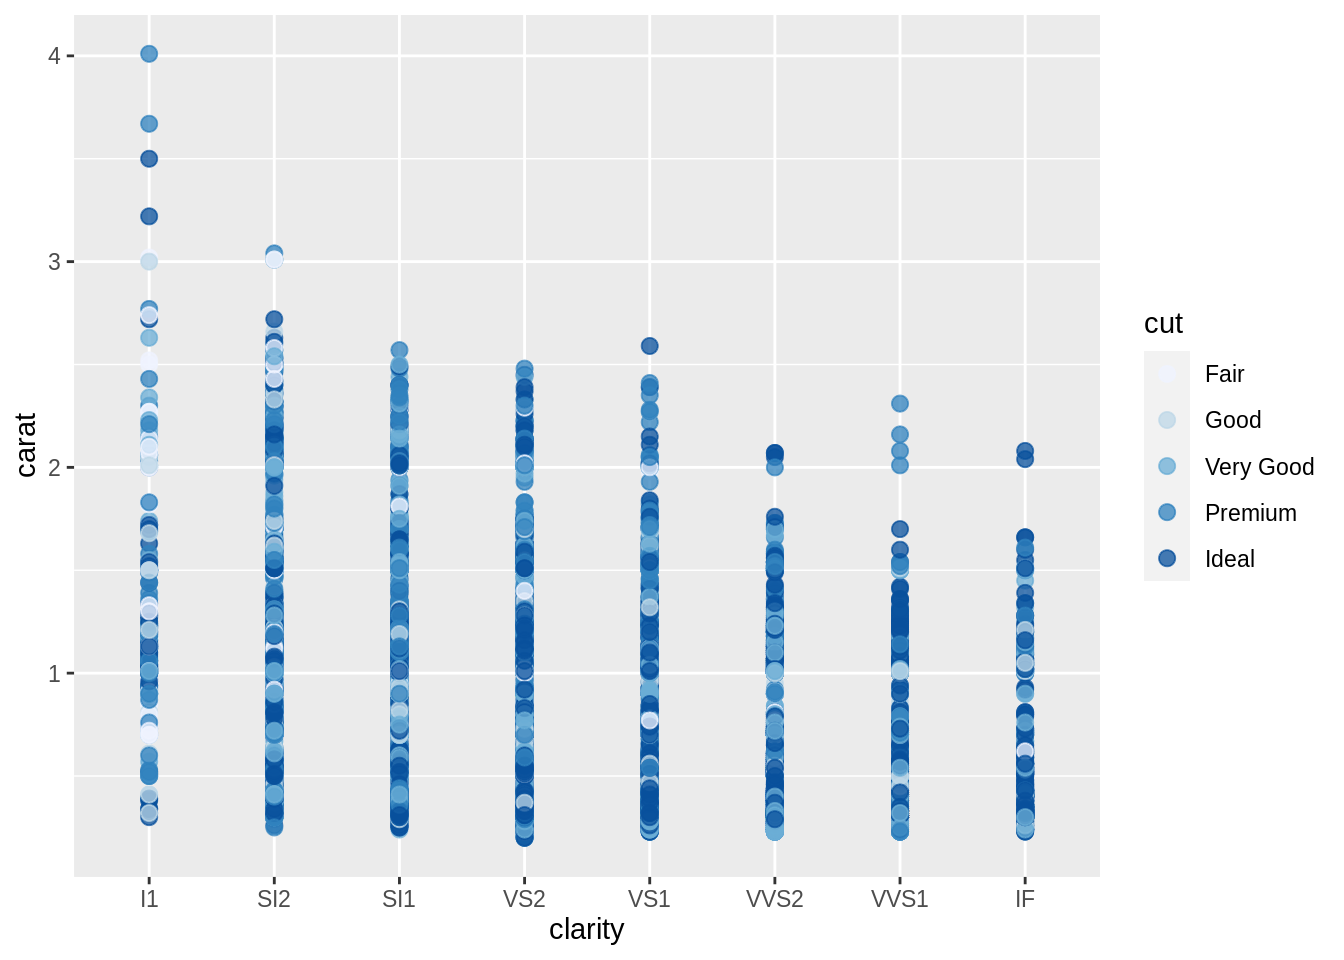 4
3
2
1
carat
I1 SI2 SI1 VS2 VS1 VVS2 VVS1 IF
clarity
cut
Fair
Good
Very Good
Premium
Ideal